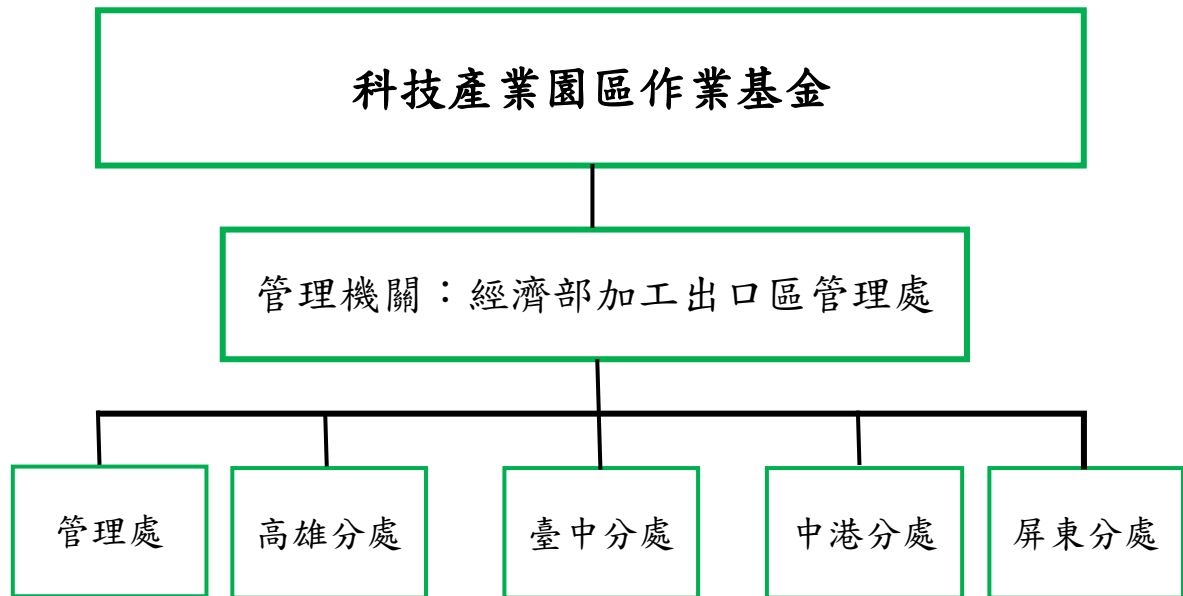 科技產業園區作業基金
管理機關：經濟部加工出口區管理處
管理處
高雄分處
臺中分處
中港分處
屏東分處